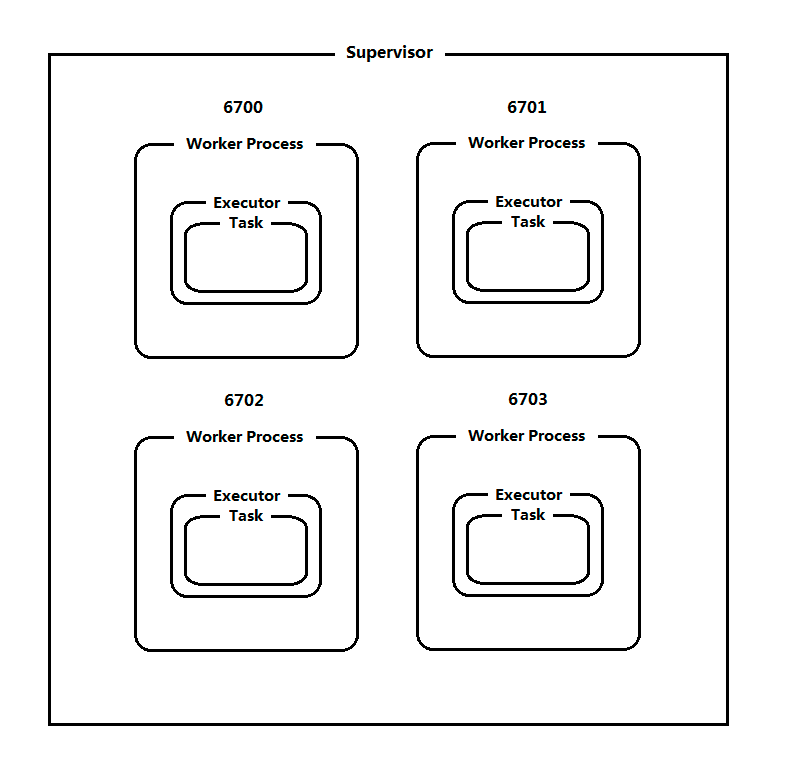 Supervisor
6700
6701
Worker Process
Worker Process
Executor
Executor
Task
Task
6702
6703
Worker Process
Worker Process
Executor
Executor
Task
Task